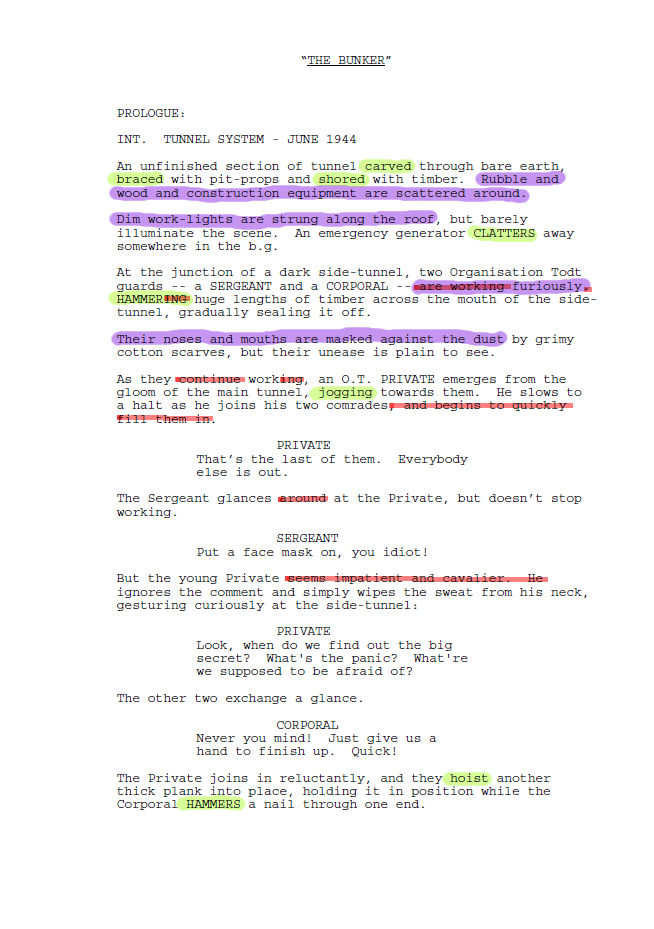 “THE BUNKER”
PROLOGUE:
INT. TUNNEL SYSTEM - JUNE 1944
An unfinished section of tunnel carved through bare earth,
braced with pit-props and shored with timber. Rubble and
wood and construction equipment are scattered around.
Dim work-lights are strung along the roof, but barely
illuminate the scene. An emergency generator CLATTERS away
somewhere in the b.g.
At the junction of a dark side-tunnel, two Organisation Todt
guards -- a SERGEANT and a CORPORAL -- are working furiously,
HAMMERING huge lengths of timber across the mouth of the side-
tunnel, gradually sealing it off.
Their noses and mouths are masked against the dust by grimy
cotton scarves, but their unease is plain to see.
As they continue working, an O.T. PRIVATE emerges from the
gloom of the main tunnel, jogging towards them. He slows to
a halt as he joins his two comrades, and begins to quickly
fill them in.
PRIVATE
That’s the last of them. Everybody
else is out.
The Sergeant glances around at the Private, but doesn’t stop
working.
SERGEANT
Put a face mask on, you idiot!
But the young Private seems impatient and cavalier. He
ignores the comment and simply wipes the sweat from his neck,
gesturing curiously at the side-tunnel:
PRIVATE
Look, when do we find out the big
secret? What's the panic? What're
we supposed to be afraid of?
The other two exchange a glance.
CORPORAL
Never you mind! Just give us a
hand to finish up. Quick!
The Private joins in reluctantly, and they hoist another
thick plank into place, holding it in position while the
Corporal HAMMERS a nail through one end.